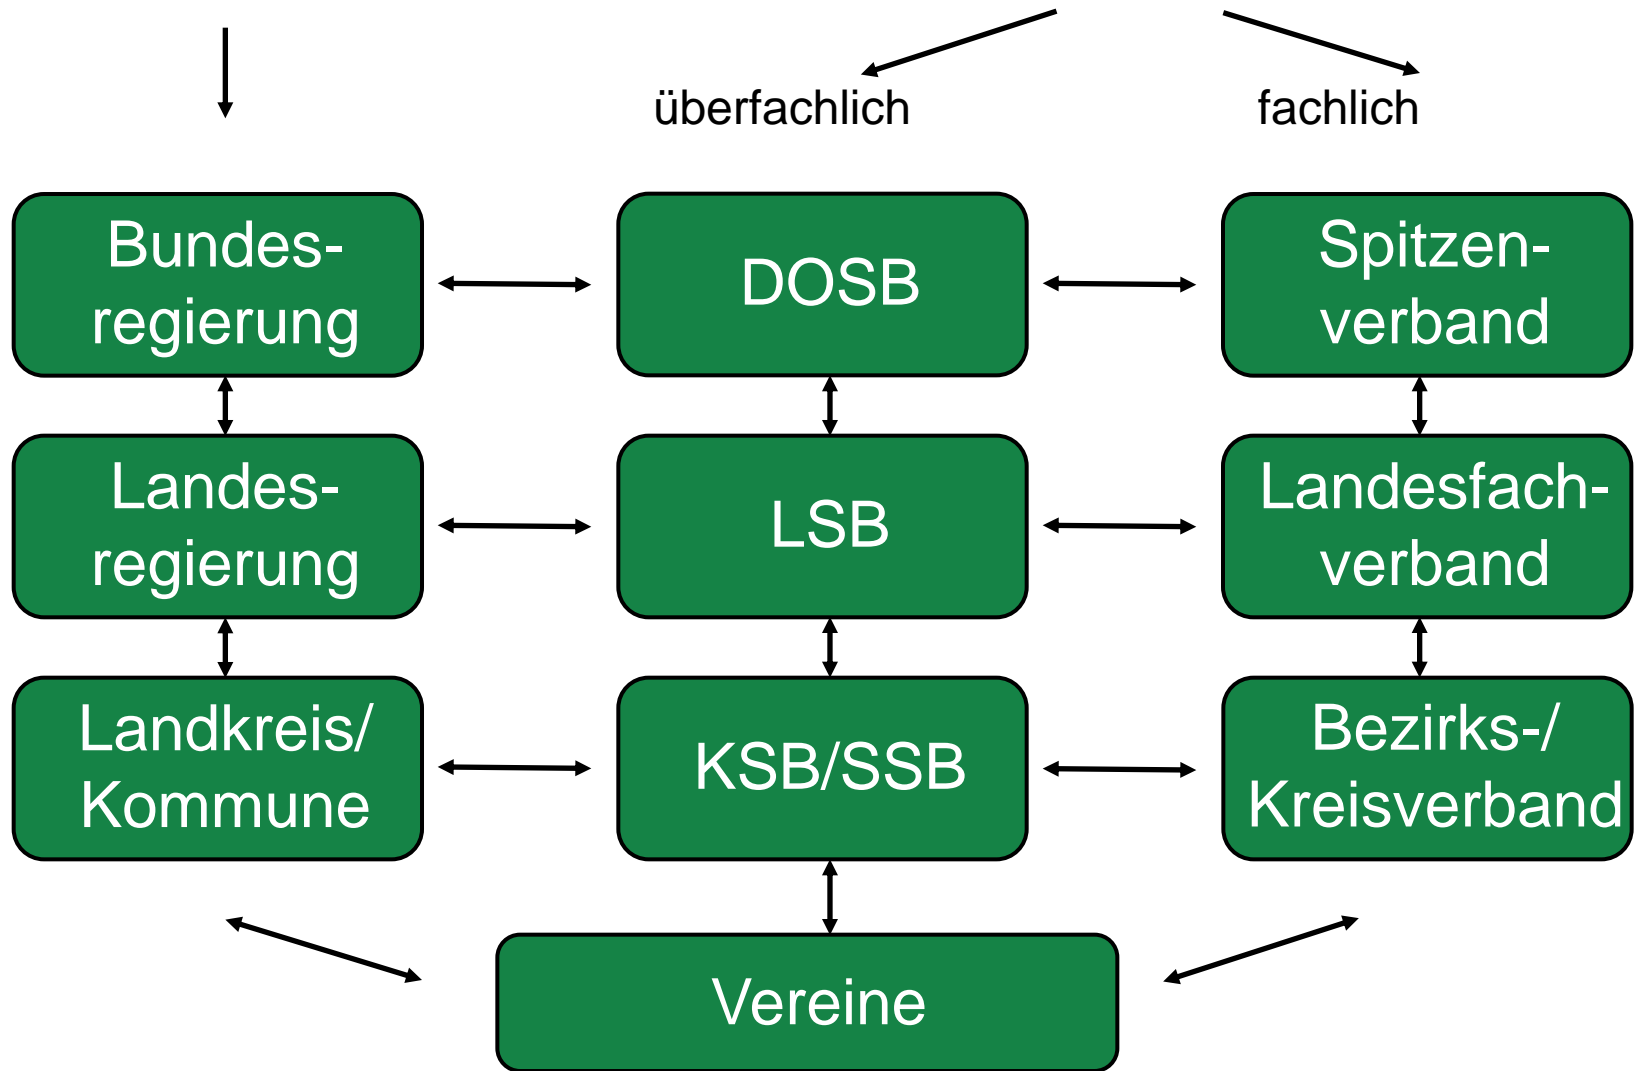 überfachlich
fachlich
Bundes-
regierung
DOSB
Spitzen-
verband
Landes-
regierung
LSB
Landesfach-
verband
Landkreis/
Kommune
KSB/SSB
Bezirks-/
Kreisverband
Vereine